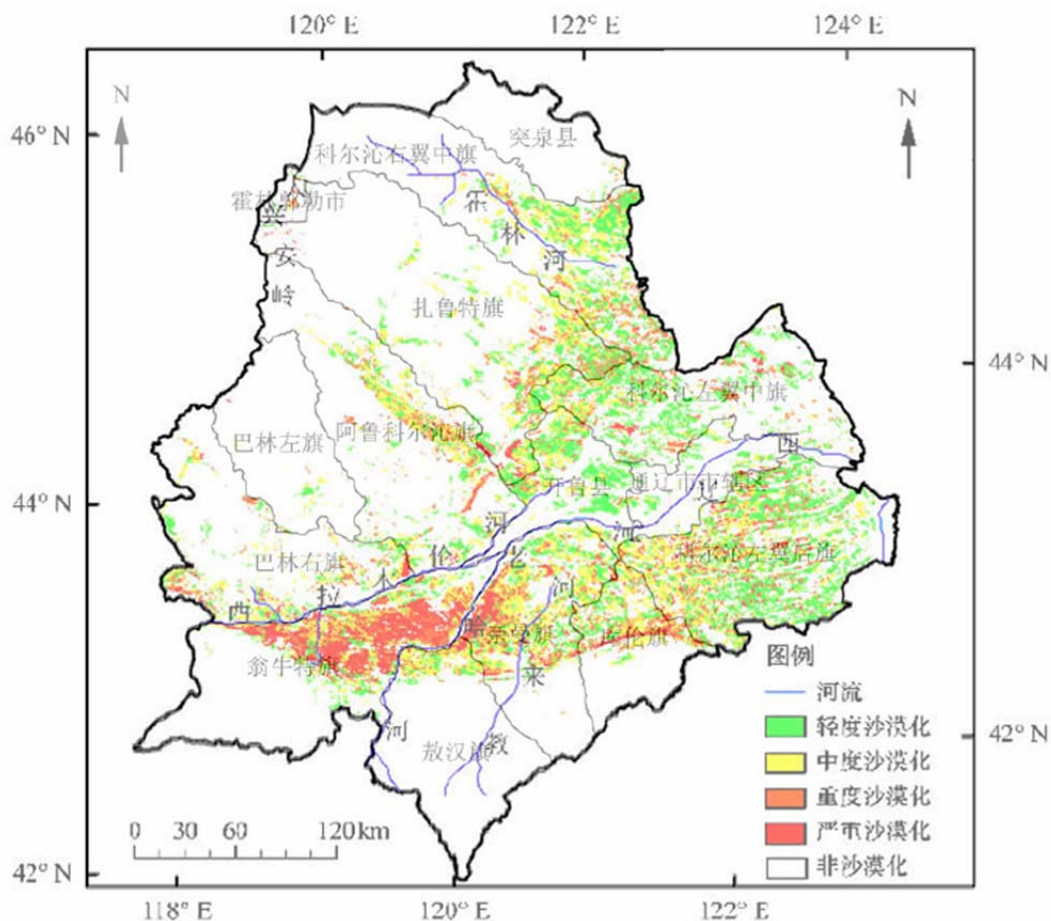 120° E
122° E
124° E
N
N
46° N
突泉县
科尔沁右翼中旗
霍林郭勒市
兴
安
岭
霍
林
河
扎鲁特旗
44° N
科尔沁左翼中旗
阿鲁科尔沁旗
巴林左旗
西
开鲁县
通辽市市辖区
辽
44° N
河
河
科尔沁左翼后旗
伦
老
巴林右旗
木
河
拉
西
哈
奈曼旗
库伦旗
图例
翁牛特旗
来
河流
河
敖汉旗
教
轻度沙漠化
42° N
中度沙漠化
重度沙漠化
0 30 60 120 km
严重沙漠化
非沙漠化
42° N
118° E
120° E
122° E